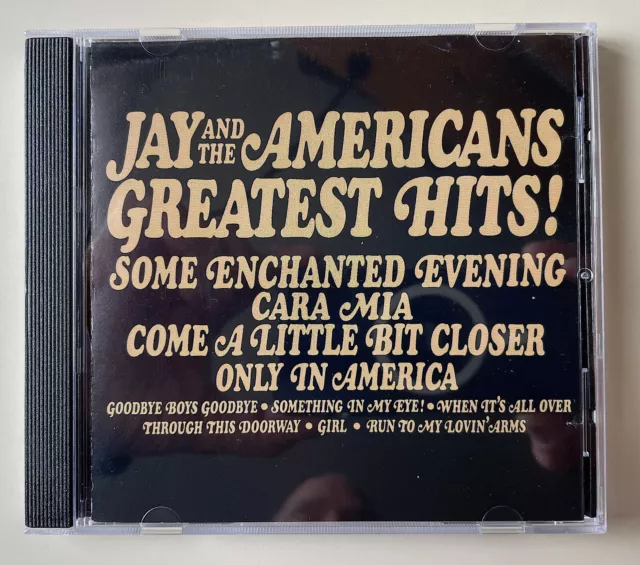 JAY AND THE AMERICANS
GREATEST HITS!
SOME ENCHANTED EVENING
CARA MIA
COME A LITTLE BIT CLOSER
ONLY IN AMERICA
GOODBYE BOYS GOODBYE • SOMETHING IN MY EYE! • WHEN IT'S ALL OVER
THROUGH THIS DOORWAY • GIRL • RUN TO MY LOVIN' ARMS